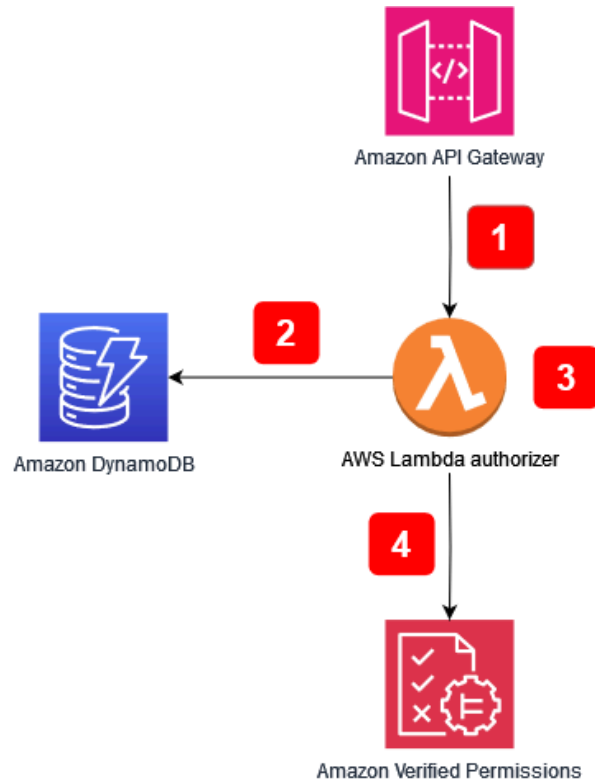 </>
Amazon API Gateway
1
2
3
Amazon DynamoDB
AWS Lambda authorizer
4
Amazon Verified Permissions